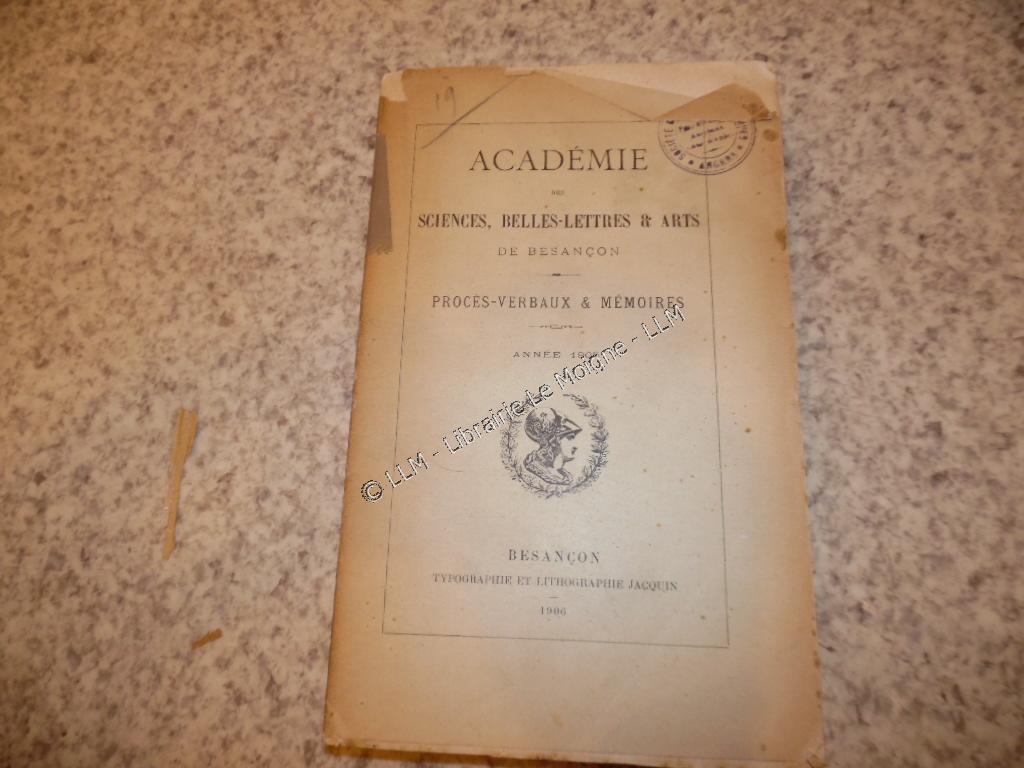 19
ACADÉMIE
DES
SCIENCES, BELLES-LETTRES & ARTS
DE BESANÇON
PROCÈS-VERBAUX & MÉMOIRES
ANNÉE
© LLM - Librairie Le Moigne - LLM
BESANÇON
TYPOGRAPHIE ET LITHOGRAPHIE JACQUIN
1906